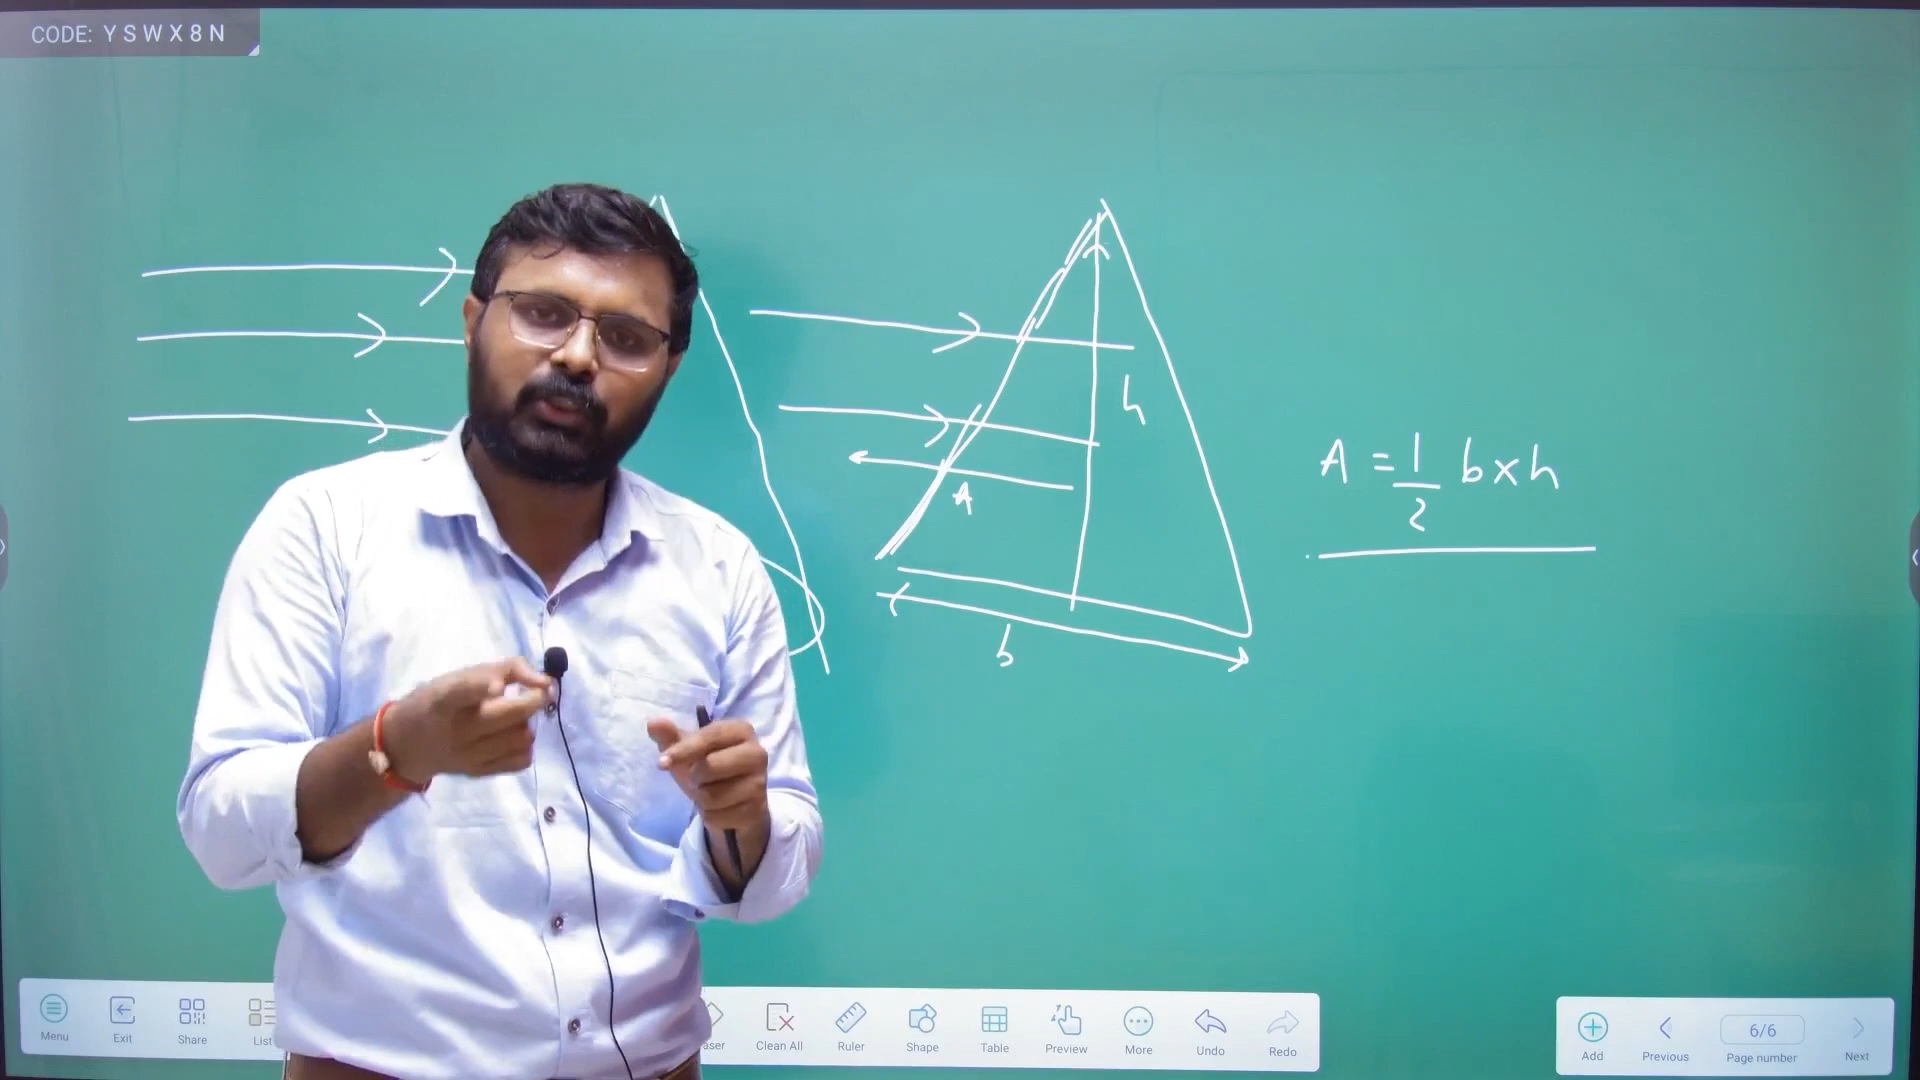 CODE: YSWX8N
h
A
b
A = 1/2 b×h
Menu
Exit
Share
List
aser
Clean All
Ruler
Shape
Table
Preview
More
Undo
Redo
Add
Previous
6/6
Page number
Next